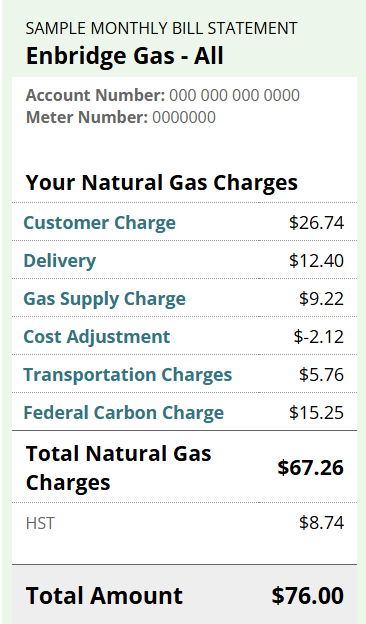 SAMPLE MONTHLY BILL STATEMENT
Enbridge Gas - All
Account Number: 000 000 000 0000
Meter Number: 0000000
Your Natural Gas Charges
Customer Charge $26.74
Delivery $12.40
Gas Supply Charge $9.22
Cost Adjustment $-2.12
Transportation Charges $5.76
Federal Carbon Charge $15.25
Total Natural Gas
Charges $67.26
HST $8.74
Total Amount $76.00